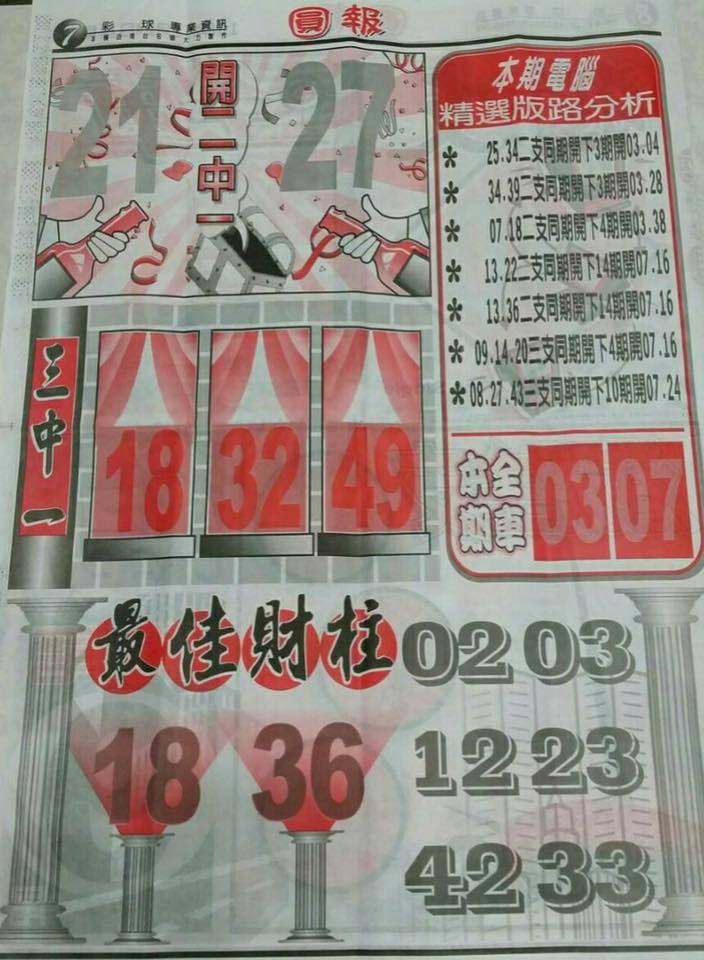 7 彩球專業資訊
圓報
21
開二中一
27
本期電腦
精選版路分析
* 25.34二支同期開下3期開03.04
* 34.39二支同期開下3期開03.28
* 07.18二支同期開下4期開03.38
* 13.22二支同期開下14期開07.16
* 13.36二支同期開下14期開07.16
* 09.14.20三支同期開下4期開07.16
* 08.27.43三支同期開下10期開07.24
三中一
18 32 49
本期
全車
03 07
最佳財柱
02 03
18 36
12 23
42 33